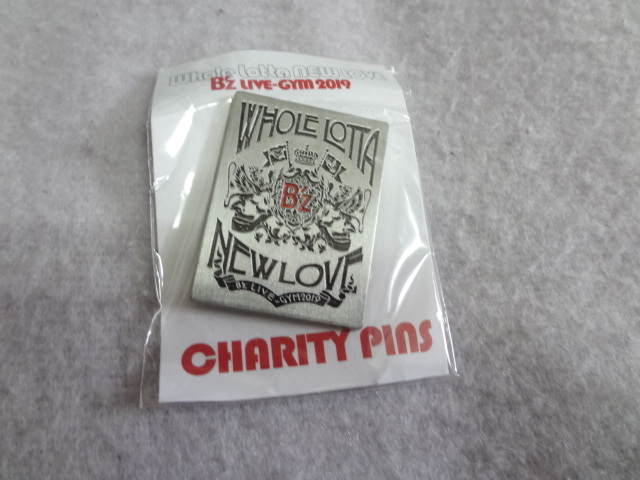 Whole Lotta NEW LOVE
B'z LIVE-GYM 2019
WHOLE LOTTA
B'z
NEW LOVE
B'z LIVE-GYM 2019
CHARITY PINS